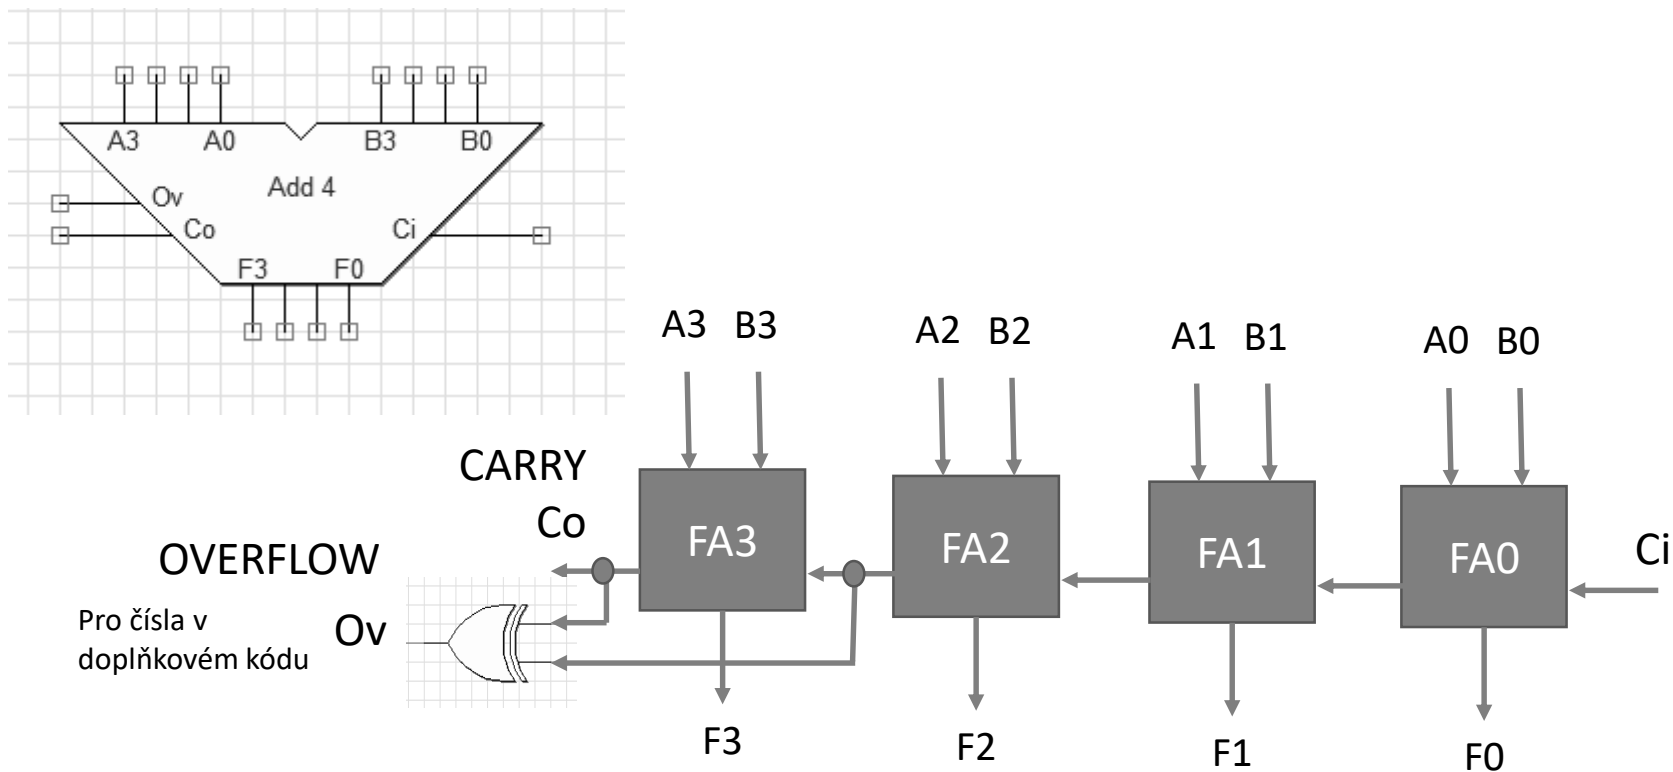 A3 A0 B3 B0
Add 4
Ov
Co Ci
F3 F0
A3 B3 A2 B2 A1 B1 A0 B0
CARRY
Co
OVERFLOW
Pro čísla v
doplňkovém kódu
Ov
FA3 FA2 FA1 FA0
Ci
F3 F2 F1 F0